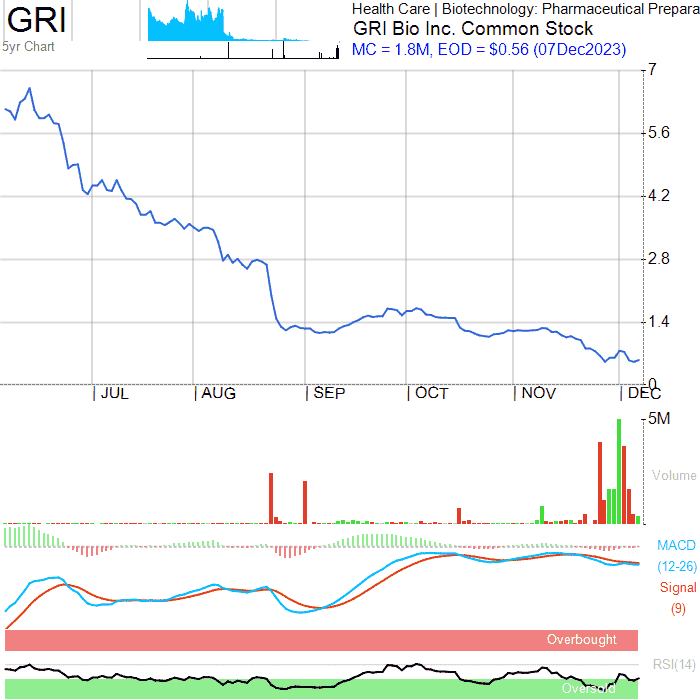 GRI
5yr Chart
Health Care | Biotechnology: Pharmaceutical Prepara
GRI Bio Inc. Common Stock
MC = 1.8M, EOD = $0.56 (07Dec2023)
7
5.6
4.2
2.8
1.4
0
JUL AUG SEP OCT NOV DEC
5M
Volume
MACD
(12-26)
Signal
(9)
Overbought
RSI(14)
Oversold